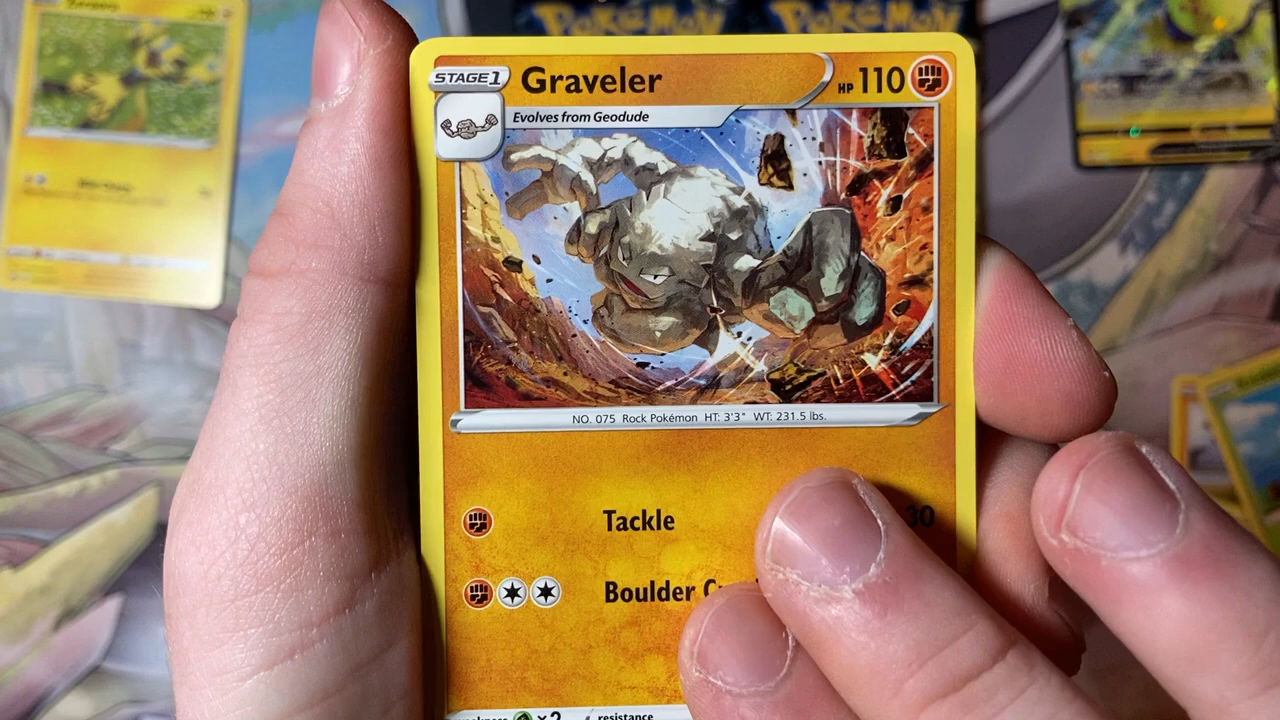 Pokémon Pokémon
STAGE 1 Graveler HP 110
Evolves from Geodude
NO. 075 Rock Pokémon HT: 3'3" WT: 231.5 lbs.
Tackle 30
Boulder
×2 resistance